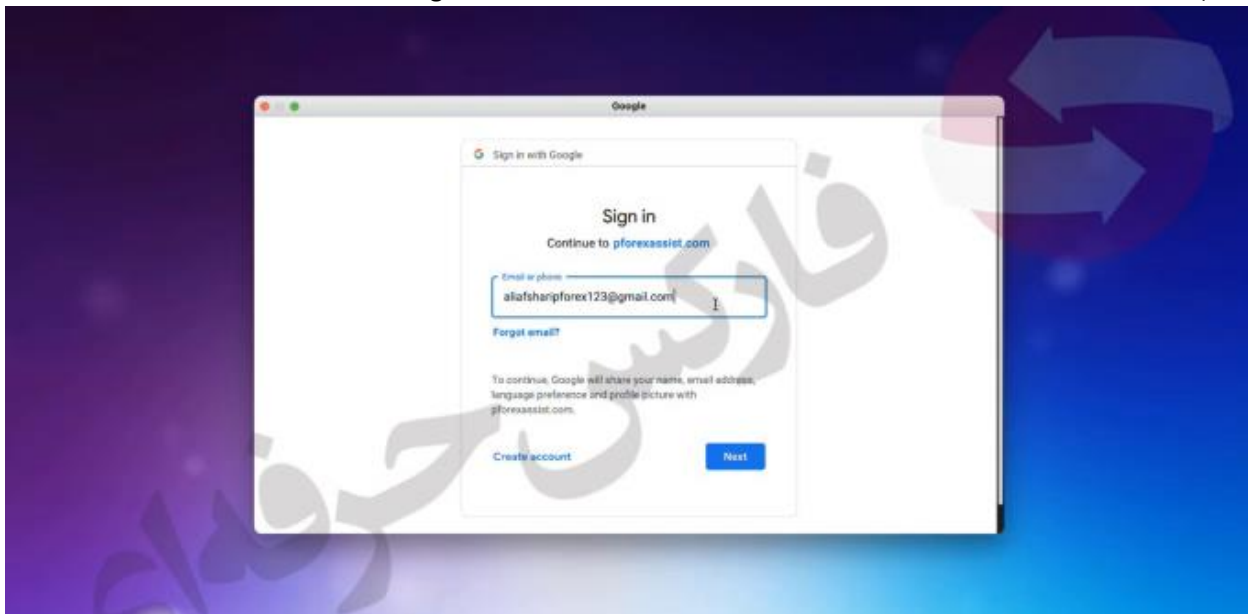 Google
Sign in with Google
Sign in
Continue to pforexassist.com
Email or phone
aliafsharipforex123@gmail.com
Forgot email?
To continue, Google will share your name, email address,
language preference and profile picture with
pforexassist.com.
Create account
Next
فارکس حرفه‌ای